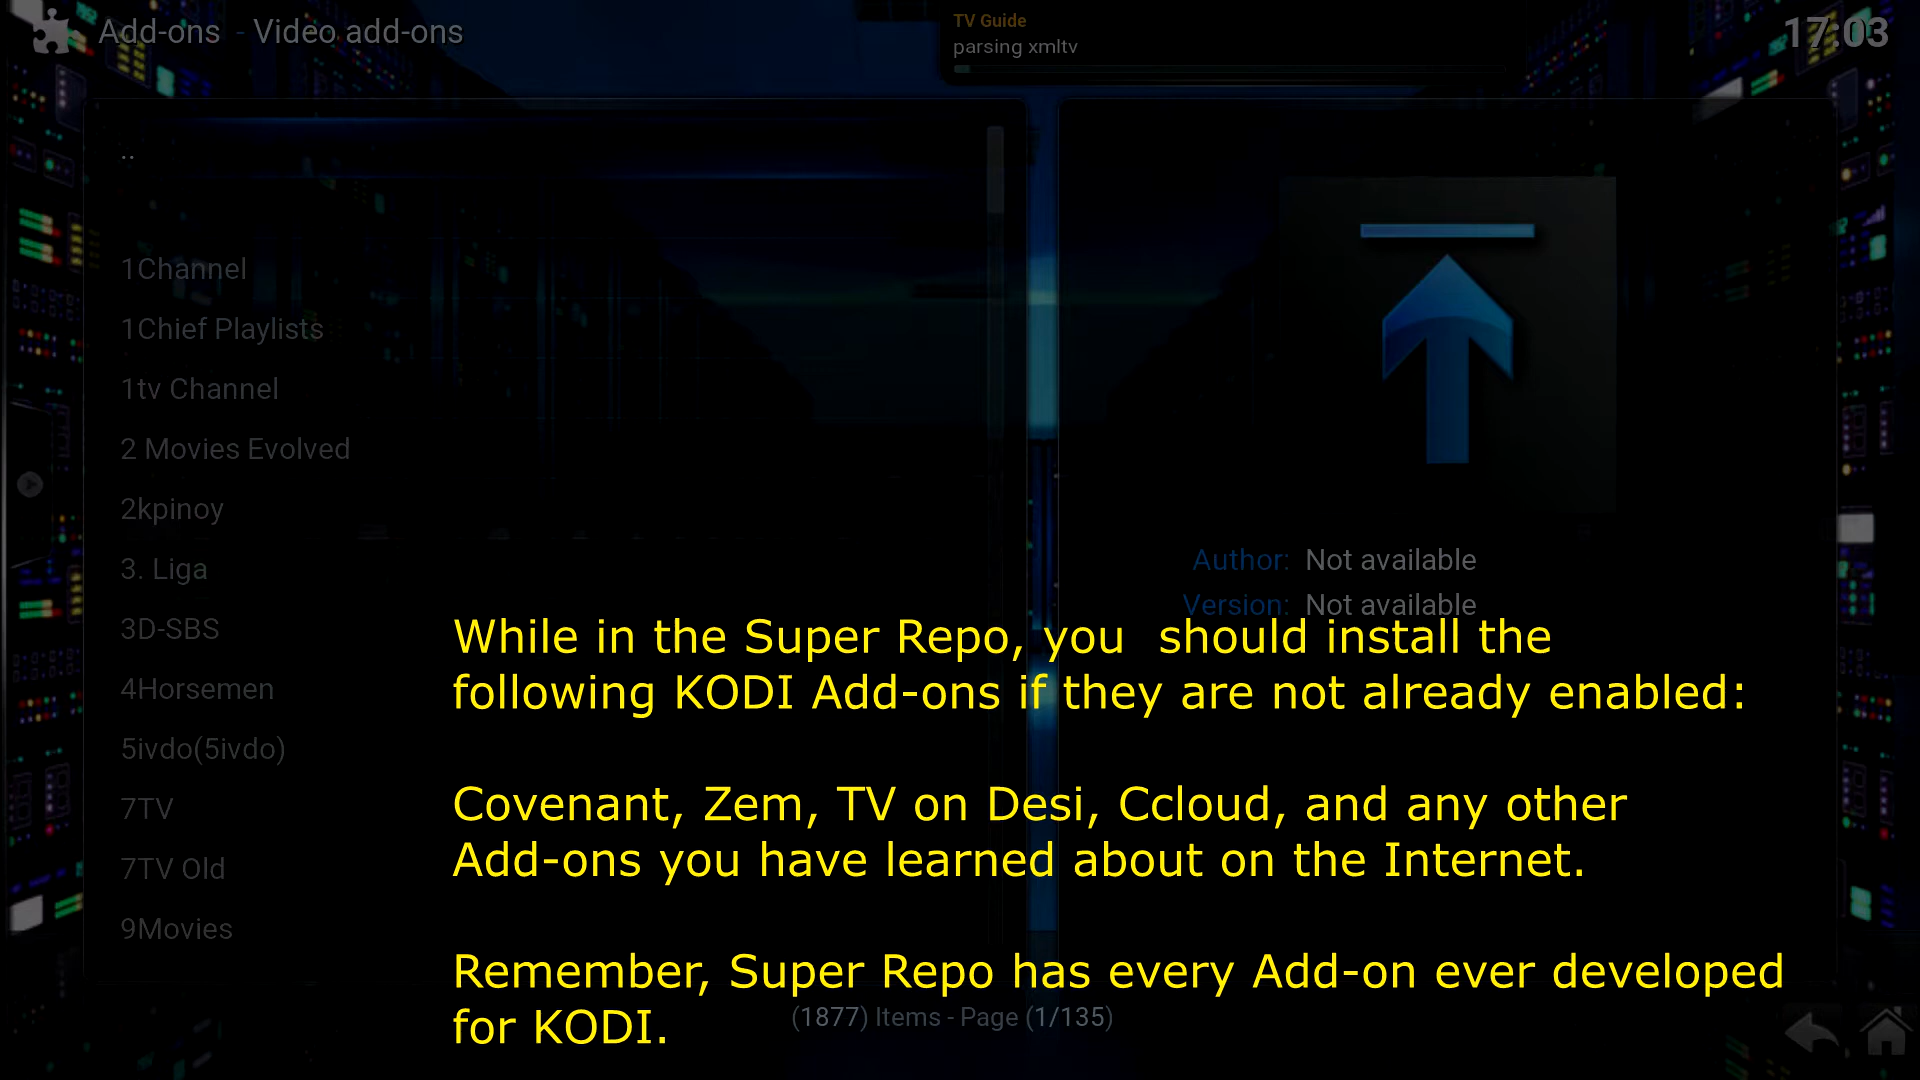 Add-ons - Video add-ons
TV Guide
parsing xmltv
17:03
..
1Channel
1Chief Playlists
1tv Channel
2 Movies Evolved
2kpinoy
3. Liga
3D-SBS
4Horsemen
5ivdo(5ivdo)
7TV
7TV Old
9Movies
Author: Not available
Version: Not available
While in the Super Repo, you  should install the
following KODI Add-ons if they are not already enabled:
Covenant, Zem, TV on Desi, Ccloud, and any other
Add-ons you have learned about on the Internet.
Remember, Super Repo has every Add-on ever developed
for KODI.
(1877) Items - Page (1/135)